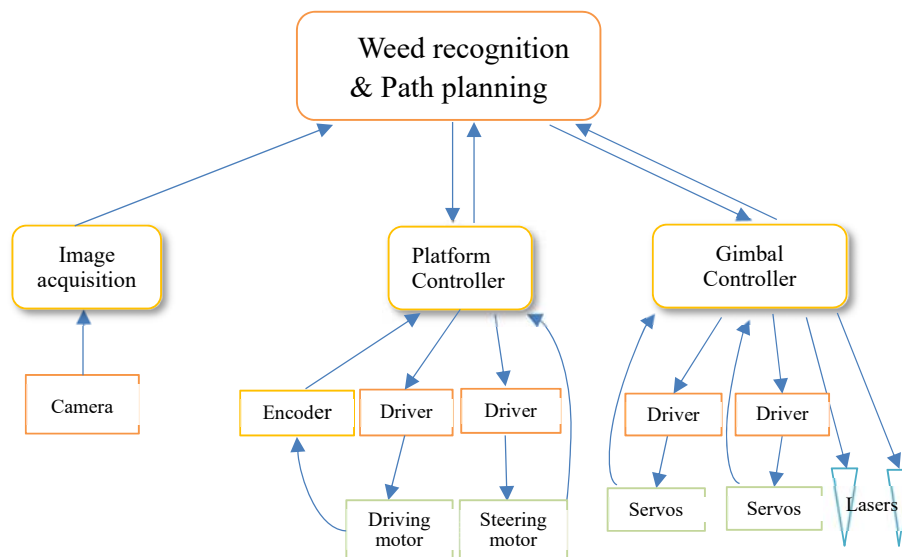 Weed recognition
& Path planning
Image
acquisition
Platform
Controller
Gimbal
Controller
Camera
Encoder
Driver
Driver
Driver
Driver
Driving
motor
Steering
motor
Servos
Servos
Lasers